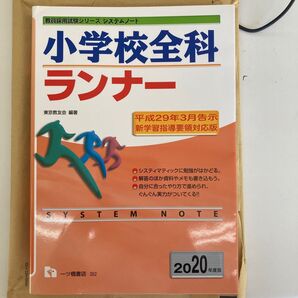 教員採用試験シリーズ システムノート
小学校全科
ランナー
東京教友会 編著
平成29年3月告示
新学習指導要領対応版
●システィマティックに勉強がはかどる。
●解答のほか資料やメモも書き込もう。
●自分に合ったやり方で進められ、
ぐんぐん実力がついてくる!!
SYSTEM NOTE
一ツ橋書店 352
2020年度版